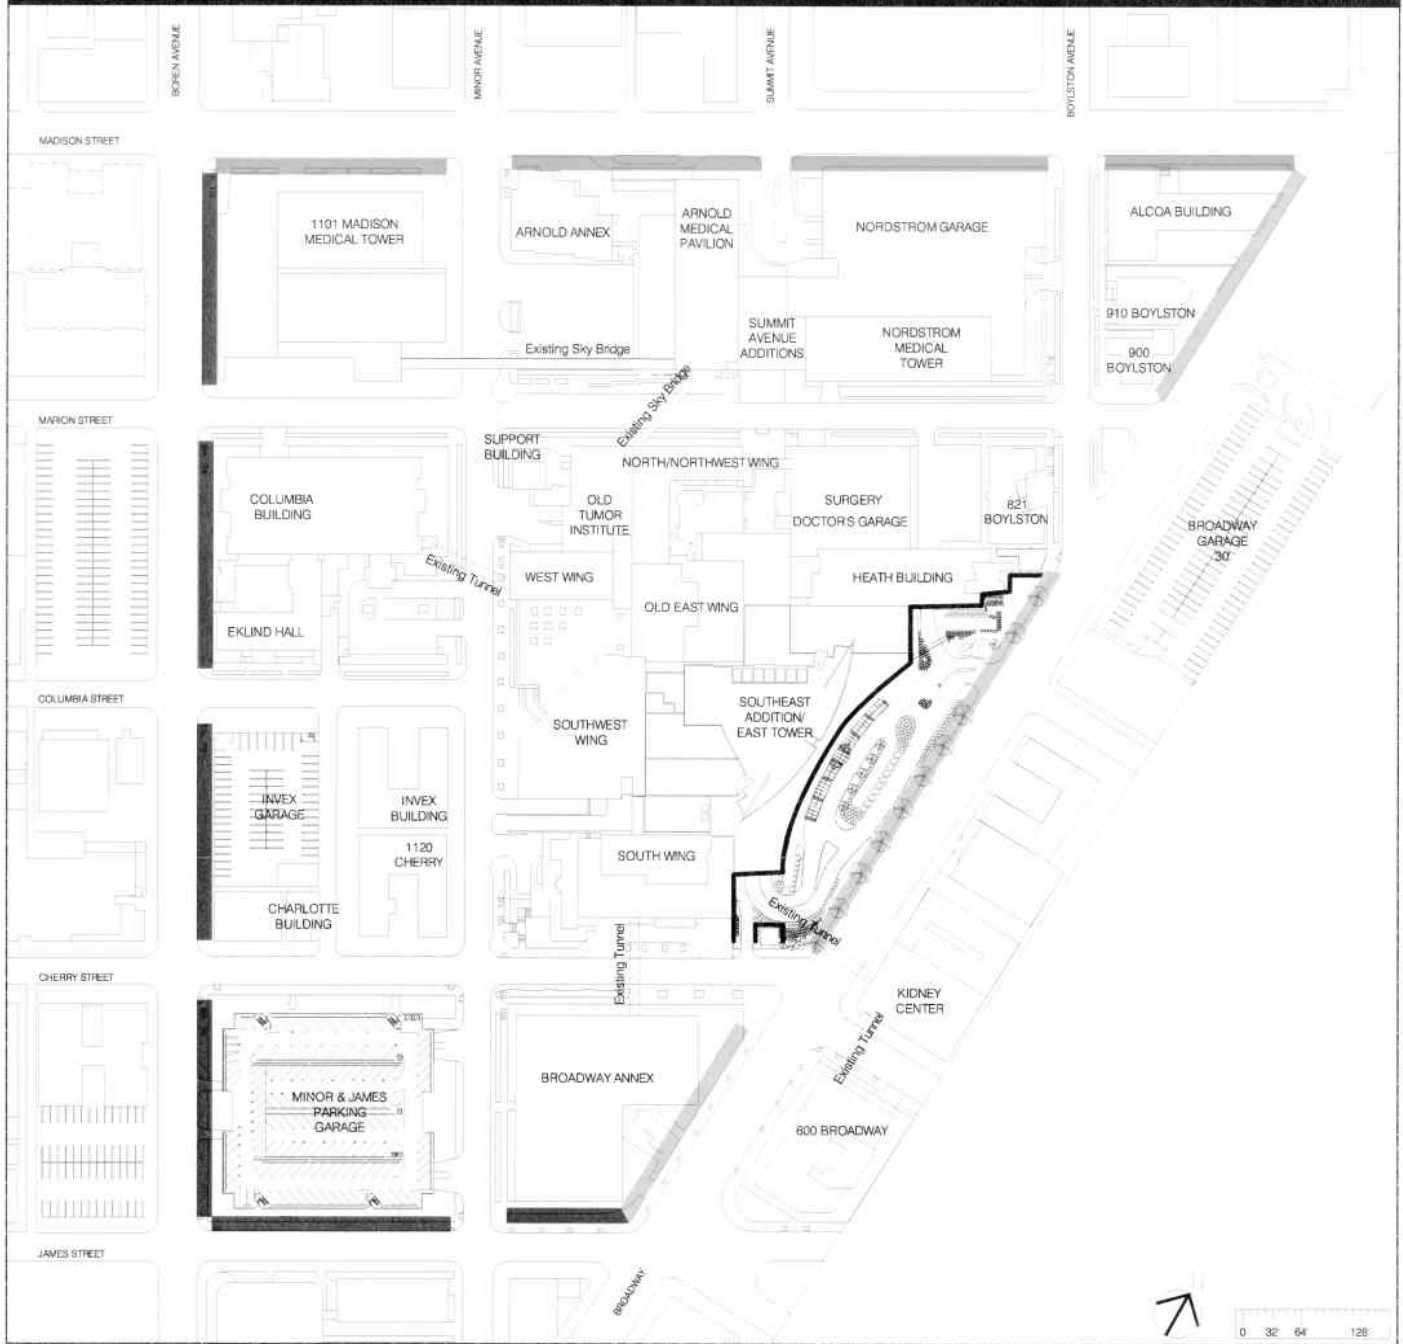 BOREN AVENUE
MINOR AVENUE
SUMMIT AVENUE
BOYLSTON AVENUE
MADISON STREET
1101 MADISON
MEDICAL TOWER
ARNOLD ANNEX
ARNOLD
MEDICAL
PAVILION
NORDSTROM GARAGE
ALCOA BUILDING
SUMMIT
AVENUE
ADDITIONS
NORDSTROM
MEDICAL
TOWER
910 BOYLSTON
900
BOYLSTON
Existing Sky Bridge
Existing Sky Bridge
MARION STREET
SUPPORT
BUILDING
NORTH/NORTHWEST WING
COLUMBIA
BUILDING
OLD
TUMOR
INSTITUTE
SURGERY
DOCTOR'S GARAGE
821
BOYLSTON
BROADWAY
GARAGE
30'
Existing Tunnel
WEST WING
HEATH BUILDING
OLD EAST WING
EKLIND HALL
COLUMBIA STREET
SOUTHWEST
WING
SOUTHEAST
ADDITION/
EAST TOWER
INVEX
GARAGE
INVEX
BUILDING
1120
CHERRY
SOUTH WING
CHARLOTTE
BUILDING
Existing Tunnel
Existing Tunnel
CHERRY STREET
KIDNEY
CENTER
Existing Tunnel
BROADWAY ANNEX
MINOR & JAMES
PARKING
GARAGE
600 BROADWAY
JAMES STREET
BROADWAY
0 32' 64' 128'